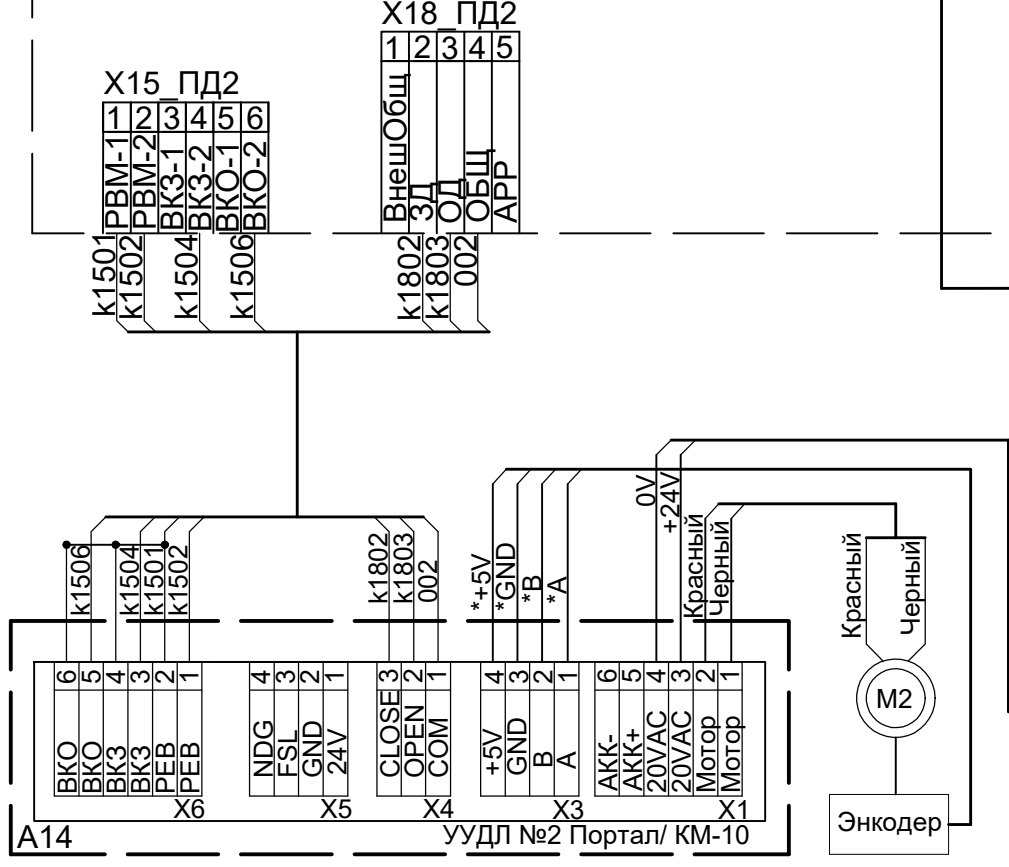 X18_ПД2
1 2 3 4 5
ВнешОбщ
ЗД
ОД
ОБЩ
APP
X15_ПД2
1 2 3 4 5 6
РВМ-1
РВМ-2
ВКЗ-1
ВКЗ-2
ВКО-1
ВКО-2
k1501
k1502
k1504
k1506
k1802
k1803
002
k1506
k1504
k1501
k1502
k1802
k1803
002
*+5V
*GND
*B
*A
0V
+24V
Красный
Черный
Красный
Черный
6 5 4 3 2 1
ВКО
ВКО
ВКЗ
ВКЗ
РЕВ
РЕВ
X6
4 3 2 1
NDG
FSL
GND
24V
X5
3 2 1
CLOSE
OPEN
COM
X4
4 3 2 1
+5V
GND
B
A
X3
6 5 4 3 2 1
АКК-
АКК+
20VAC
20VAC
Мотор
Мотор
X1
М2
Энкодер
А14
УУДЛ №2 Портал/ КМ-10